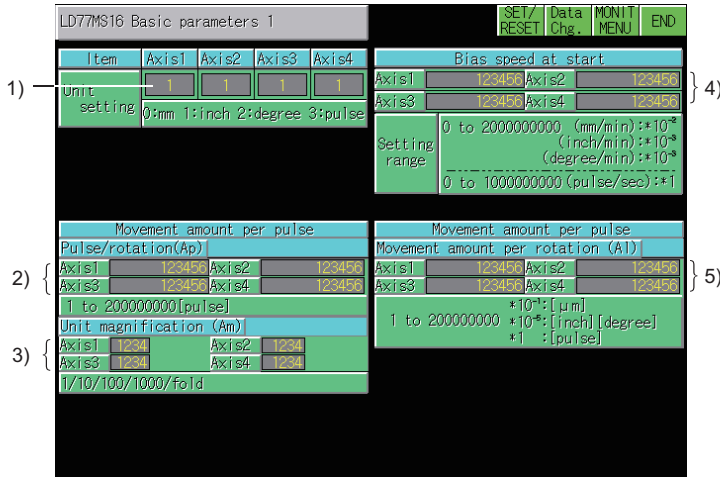 LD77MS16 Basic parameters 1
SET/RESET Data Chg. MONIT MENU END
Item Axis1 Axis2 Axis3 Axis4
Unit setting 1 1 1 1
0:mm 1:inch 2:degree 3:pulse
1)
Bias speed at start
Axis1 123456 Axis2 123456
Axis3 123456 Axis4 123456
4)
Setting range
0 to 2000000000 (mm/min):*10⁻²
(inch/min):*10⁻³
(degree/min):*10⁻³
0 to 1000000000(pulse/sec):*1
Movement amount per pulse
Pulse/rotation(Ap)
Axis1 123456 Axis2 123456
Axis3 123456 Axis4 123456
2)
1 to 200000000[pulse]
Unit magnification (Am)
Axis1 1234 Axis2 1234
Axis3 1234 Axis4 1234
3)
1/10/100/1000/fold
Movement amount per pulse
Movement amount per rotation (Al)
Axis1 123456 Axis2 123456
Axis3 123456 Axis4 123456
5)
1 to 200000000
*10⁻¹:[μm]
*10⁻⁵:[inch][degree]
*1 :[pulse]